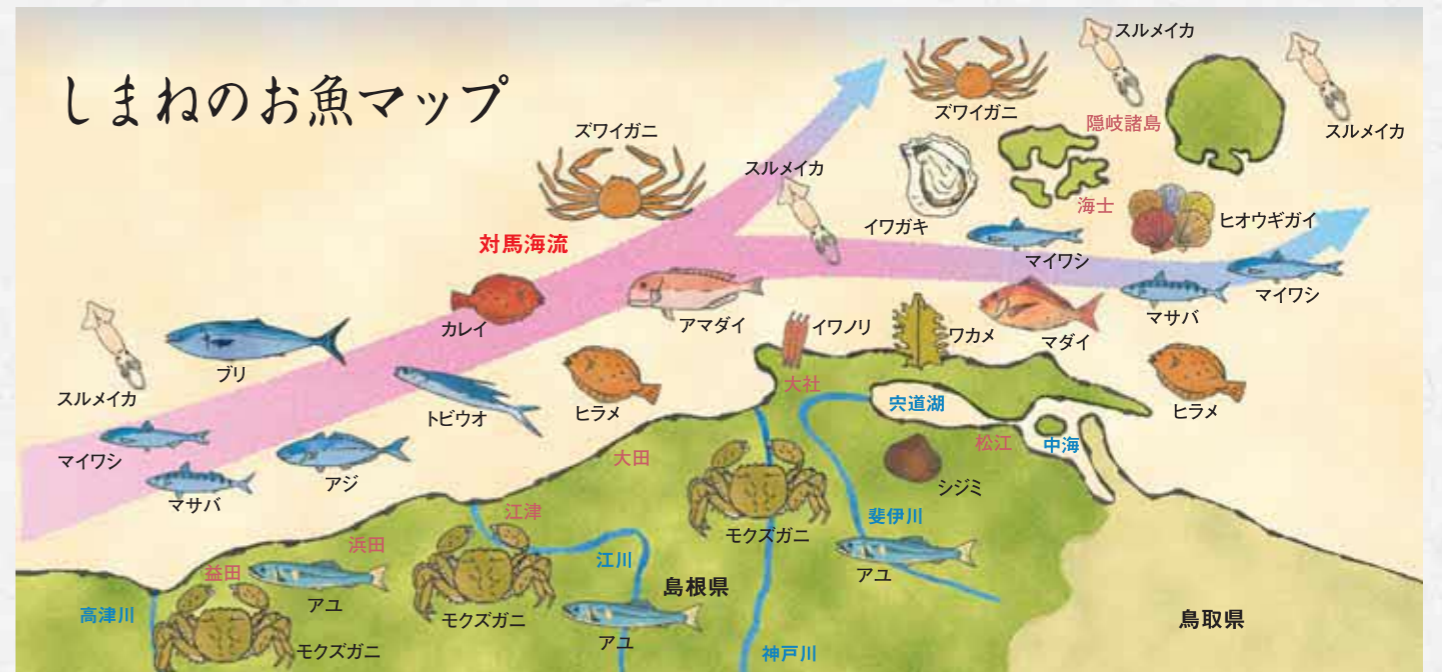 しまねのお魚マップ
スルメイカ
スルメイカ
ズワイガニ
隠岐諸島
ズワイガニ
スルメイカ
イワガキ
海士
ヒオウギガイ
対馬海流
マイワシ
マイワシ
カレイ
アマダイ
イワノリ
ワカメ
マダイ
マサバ
ブリ
スルメイカ
トビウオ
ヒラメ
大社
宍道湖
ヒラメ
マイワシ
マサバ
アジ
大田
松江
中海
シジミ
江津
モクズガニ
斐伊川
浜田
江川
アユ
益田
アユ
モクズガニ
島根県
高津川
モクズガニ
アユ
神戸川
鳥取県